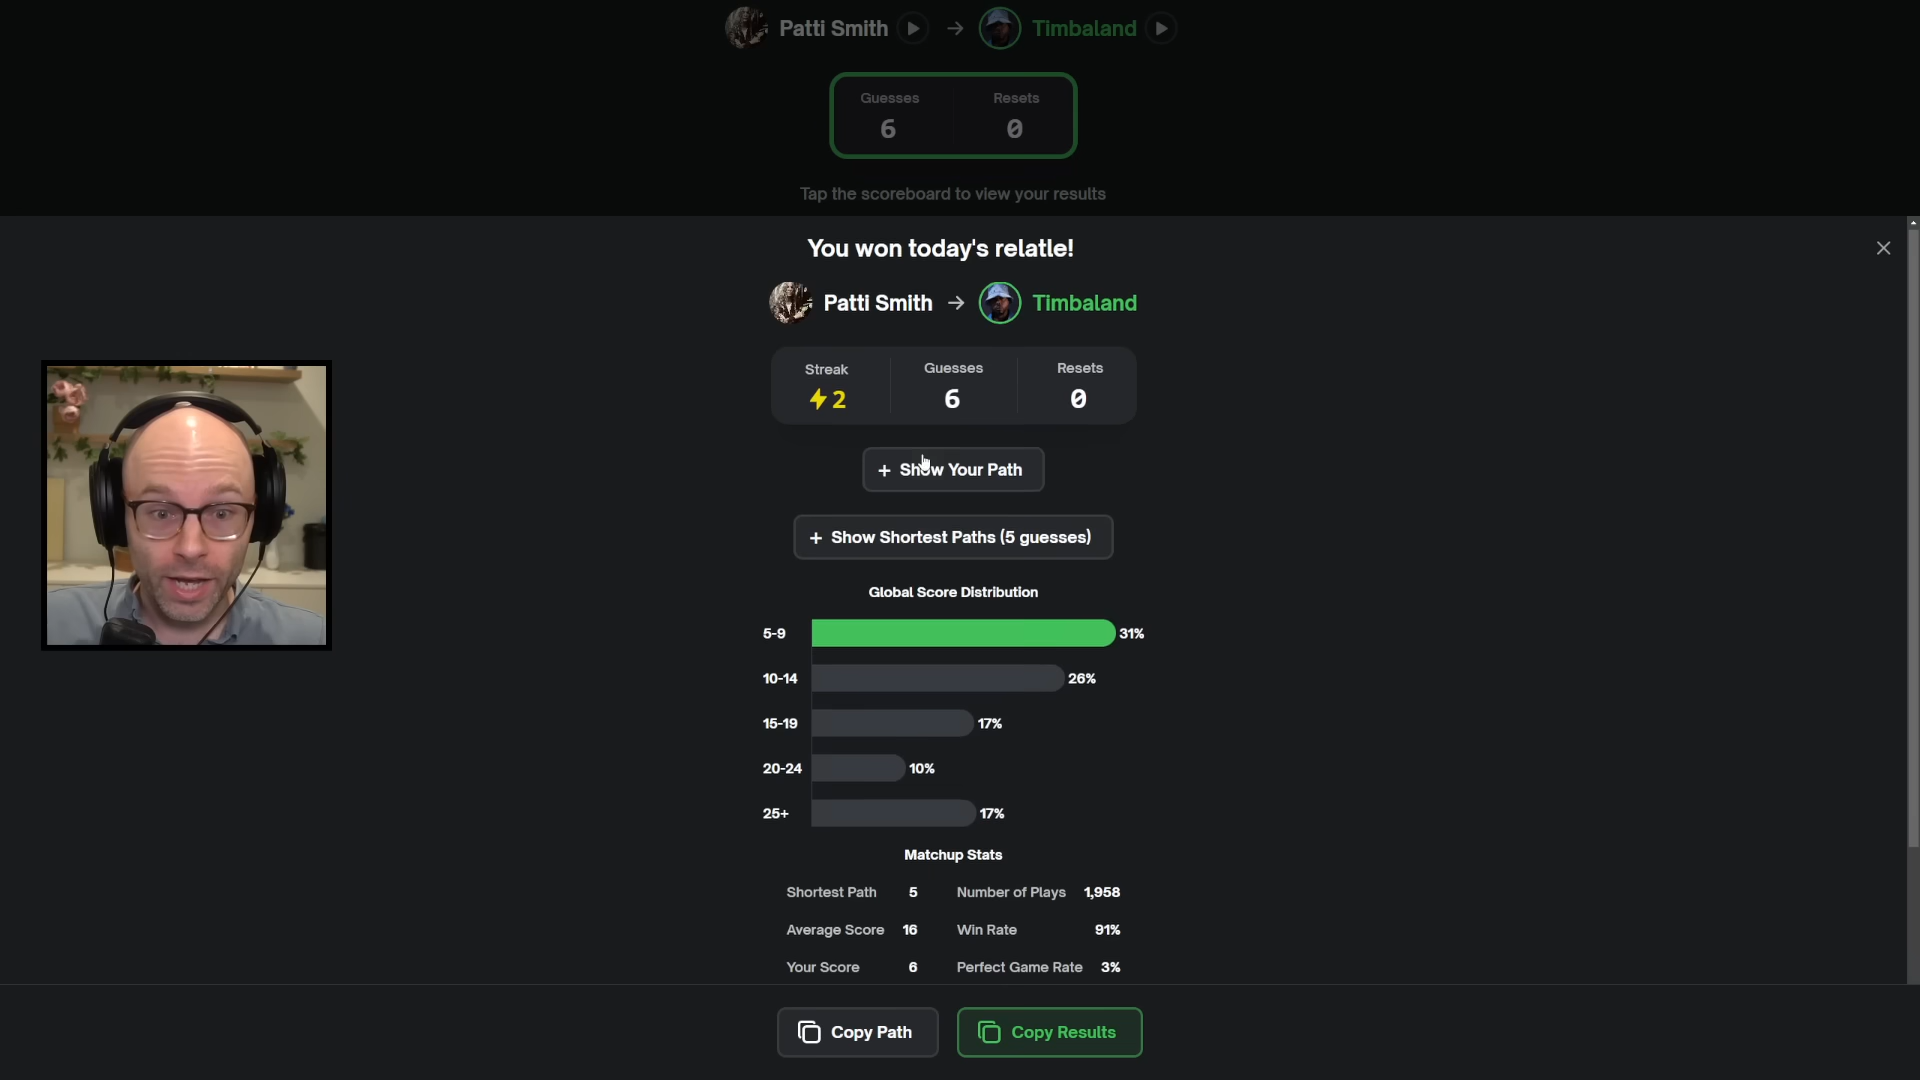 Patti Smith → Timbaland
Guesses Resets
6 0
Tap the scoreboard to view your results
You won today's relatle!
Patti Smith → Timbaland
Streak Guesses Resets
2 6 0
+ Show Your Path
+ Show Shortest Paths (5 guesses)
Global Score Distribution
5-9 31%
10-14 26%
15-19 17%
20-24 10%
25+ 17%
Matchup Stats
Shortest Path 5 Number of Plays 1,958
Average Score 16 Win Rate 91%
Your Score 6 Perfect Game Rate 3%
Copy Path Copy Results